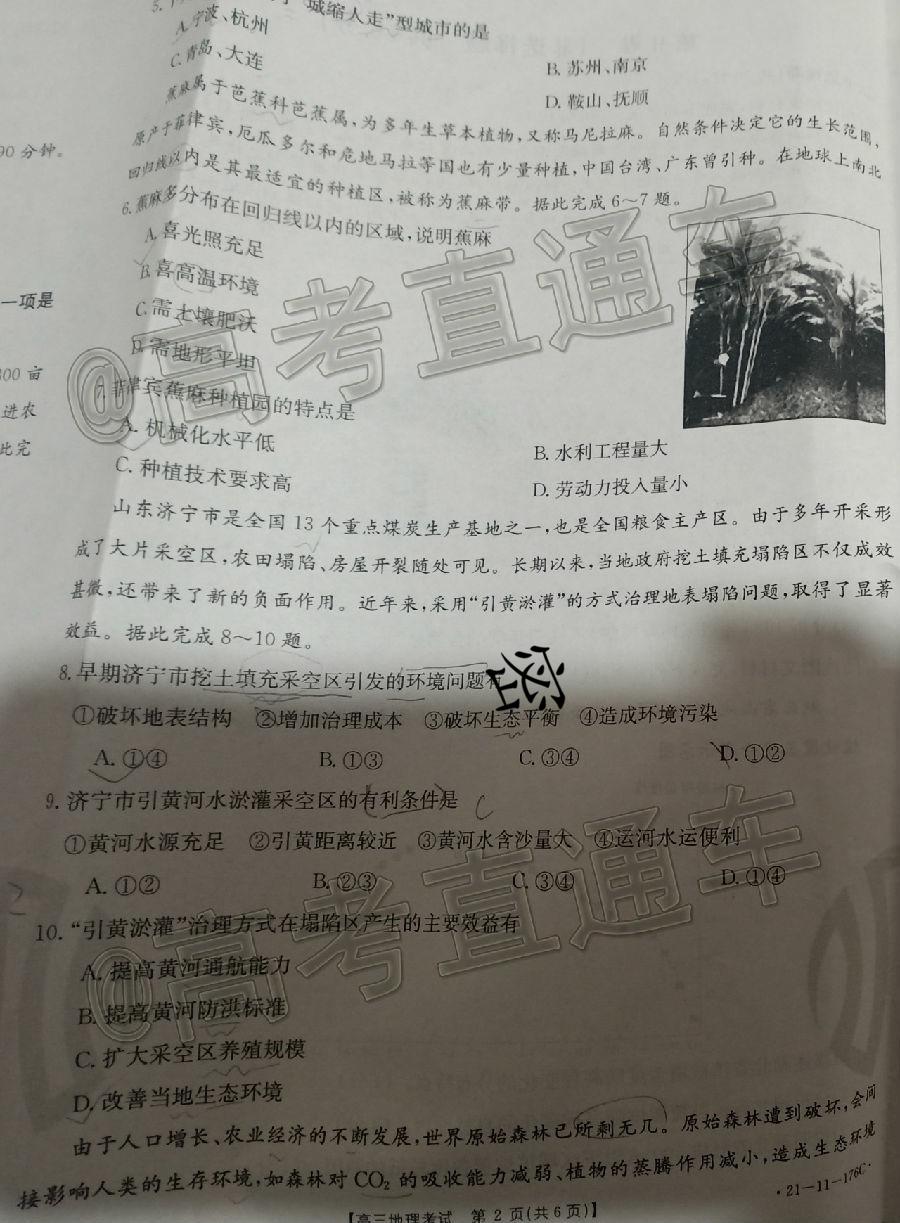 “城缩人走”型城市的是
A. 宁波、杭州
B. 苏州、南京
C. 青岛、大连
D. 鞍山、抚顺
蕉麻属于芭蕉科芭蕉属,为多年生草本植物,又称马尼拉麻。自然条件决定它的生长范围,
原产于菲律宾,厄瓜多尔和危地马拉等国也有少量种植,中国台湾、广东曾引种。在地球上南北
回归线以内是其最适宜的种植区,被称为蕉麻带。据此完成6～7题。
6. 蕉麻多分布在回归线以内的区域,说明蕉麻
A. 喜光照充足
B. 喜高温环境
C. 需土壤肥沃
D. 需地形平坦
7. 菲律宾蕉麻种植园的特点是
A. 机械化水平低
B. 水利工程量大
C. 种植技术要求高
D. 劳动力投入量小
山东济宁市是全国13个重点煤炭生产基地之一,也是全国粮食主产区。由于多年开采形
成了大片采空区,农田塌陷、房屋开裂随处可见。长期以来,当地政府挖土填充塌陷区不仅成效
甚微,还带来了新的负面作用。近年来,采用“引黄淤灌”的方式治理地表塌陷问题,取得了显著
效益。据此完成8～10题。
8. 早期济宁市挖土填充采空区引发的环境问题有
密
①破坏地表结构 ②增加治理成本 ③破坏生态平衡 ④造成环境污染
A. ①④ B. ①③ C. ③④ D. ①②
9. 济宁市引黄河水淤灌采空区的有利条件是 C
①黄河水源充足 ②引黄距离较近 ③黄河水含沙量大 ④运河水运便利
A. ①② B. ②③ C. ③④ D. ①④
10. “引黄淤灌”治理方式在塌陷区产生的主要效益有
A. 提高黄河通航能力
B. 提高黄河防洪标准
C. 扩大采空区养殖规模
D. 改善当地生态环境
由于人口增长、农业经济的不断发展,世界原始森林已所剩无几。原始森林遭到破坏,会间
接影响人类的生存环境,如森林对CO₂的吸收能力减弱、植物的蒸腾作用减小,造成生态环境
【高三地理考试 第2页(共6页)】
·21-11-176C·
90分钟。
一项是
300亩
进农
此完
@高考直通车
@高考直通车